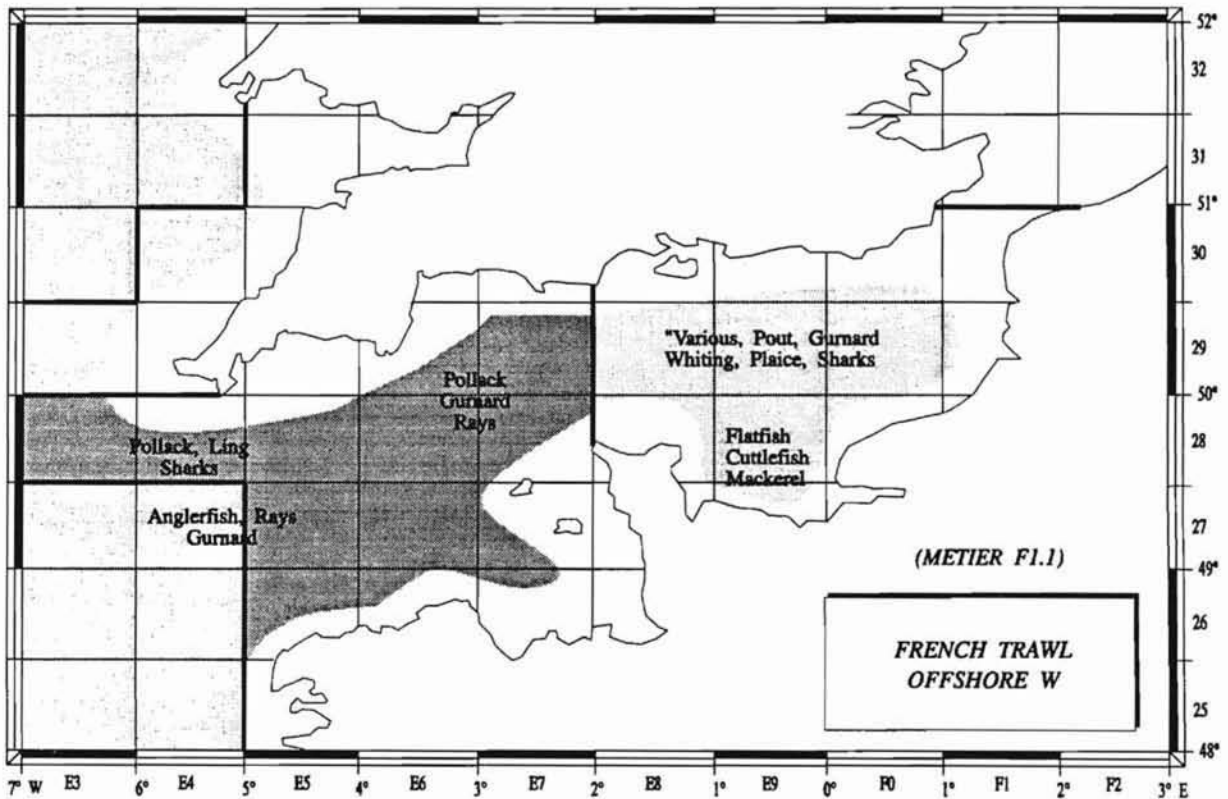 52°
32
31
51°
30
"Various, Pout, Gurnard
Whiting, Plaice, Sharks
29
Pollack
Gurnard
Rays
50°
Flatfish
Cuttlefish
Mackerel
28
Pollack, Ling
Sharks
Anglerfish, Rays
Gurnard
27
(METIER F1.1)
49°
FRENCH TRAWL
OFFSHORE W
26
25
48°
7° W E3 6° E4 5° E5 4° E6 3° E7 2° E8 1° E9 0° F0 1° F1 2° F2 3° E